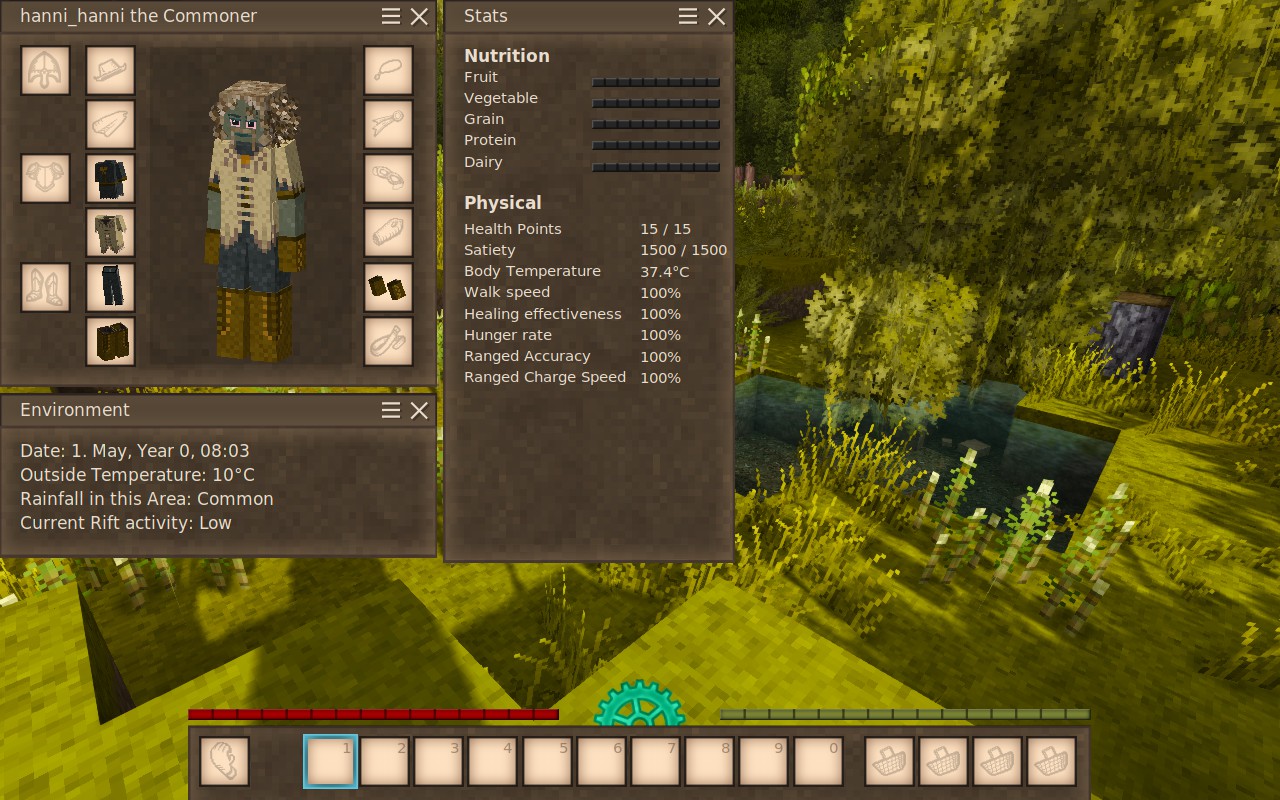 hanni_hanni the Commoner
Stats
Nutrition
Fruit
Vegetable
Grain
Protein
Dairy
Physical
Health Points 15 / 15
Satiety 1500 / 1500
Body Temperature 37.4°C
Walk speed 100%
Healing effectiveness 100%
Hunger rate 100%
Ranged Accuracy 100%
Ranged Charge Speed 100%
Environment
Date: 1. May, Year 0, 08:03
Outside Temperature: 10°C
Rainfall in this Area: Common
Current Rift activity: Low
1 2 3 4 5 6 7 8 9 0